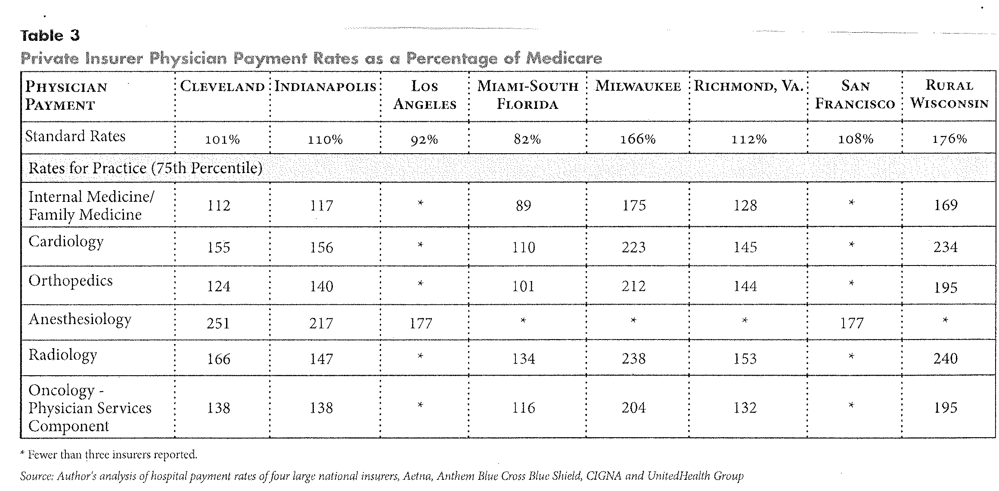 Table 3
Private Insurer Physician Payment Rates as a Percentage of Medicare
PHYSICIAN PAYMENT CLEVELAND INDIANAPOLIS LOS ANGELES MIAMI-SOUTH FLORIDA MILWAUKEE RICHMOND, VA. SAN FRANCISCO RURAL WISCONSIN
Standard Rates 101% 110% 92% 82% 166% 112% 108% 176%
Rates for Practice (75th Percentile)
Internal Medicine/ Family Medicine 112 117 * 89 175 128 * 169
Cardiology 155 156 * 110 223 145 * 234
Orthopedics 124 140 * 101 212 144 * 195
Anesthesiology 251 217 177 * * * 177 *
Radiology 166 147 * 134 238 153 * 240
Oncology - Physician Services Component 138 138 * 116 204 132 * 195
* Fewer than three insurers reported.
Source: Author's analysis of hospital payment rates of four large national insurers, Aetna, Anthem Blue Cross Blue Shield, CIGNA and UnitedHealth Group